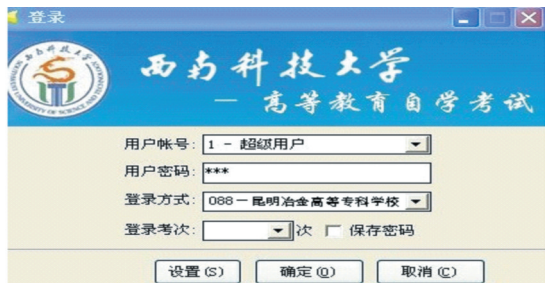 登录
西南科技大学
— 高等教育自学考试
用户帐号: 1 - 超级用户
用户密码: ***
登录方式: 088－昆明冶金高等专科学校
登录考次: 次 保存密码
设置(S) 确定(O) 取消(C)